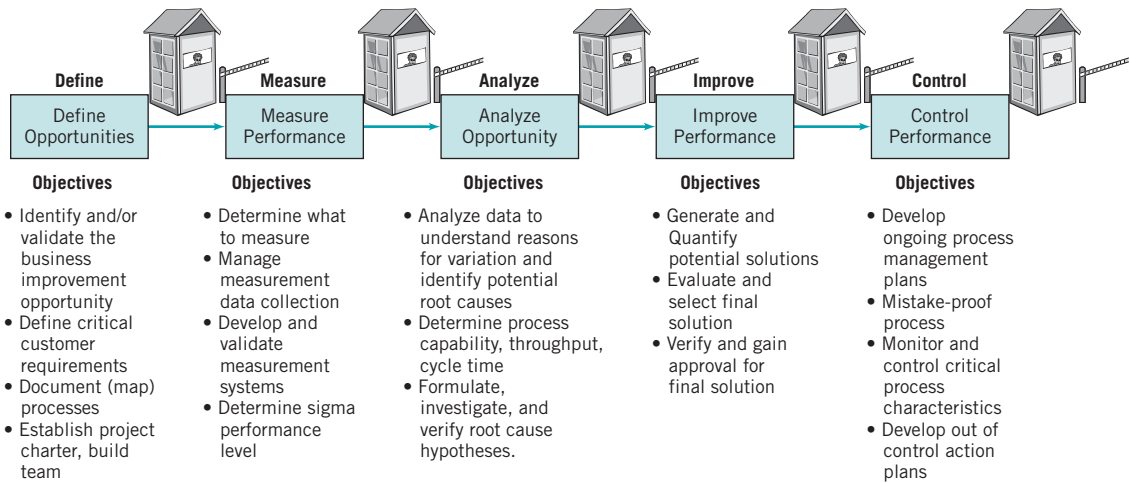 Define
Measure
Analyze
Improve
Control
Define
Opportunities
Measure
Performance
Analyze
Opportunity
Improve
Performance
Control
Performance
Objectives
• Identify and/or
validate the
business
improvement
opportunity
• Define critical
customer
requirements
• Document (map)
processes
• Establish project
charter, build
team
Objectives
• Determine what
to measure
• Manage
measurement
data collection
• Develop and
validate
measurement
systems
• Determine sigma
performance
level
Objectives
• Analyze data to
understand reasons
for variation and
identify potential
root causes
• Determine process
capability, throughput,
cycle time
• Formulate,
investigate, and
verify root cause
hypotheses.
Objectives
• Generate and
Quantify
potential solutions
• Evaluate and
select final
solution
• Verify and gain
approval for
final solution
Objectives
• Develop
ongoing process
management
plans
• Mistake-proof
process
• Monitor and
control critical
process
characteristics
• Develop out of
control action
plans